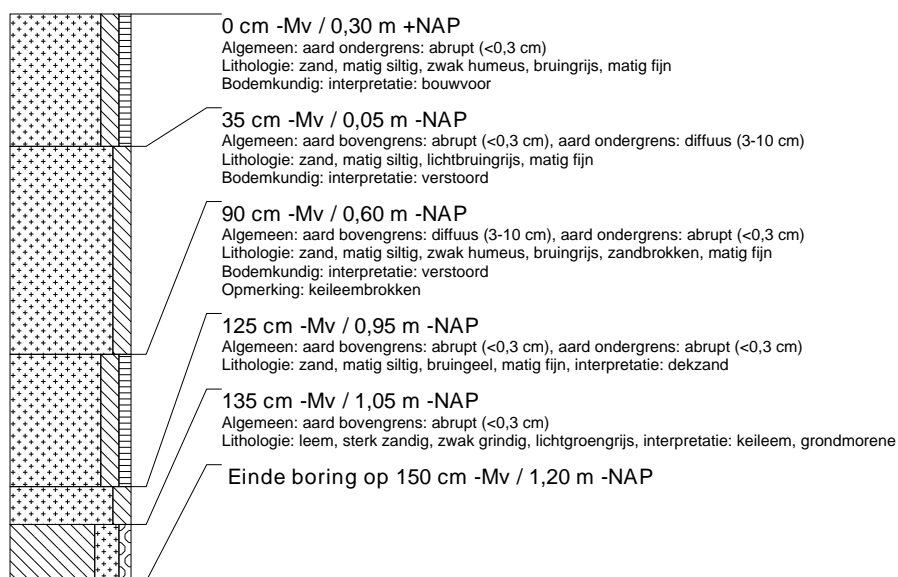 0 cm -Mv / 0,30 m +NAP
Algemeen: aard ondergrens: abrupt (<0,3 cm)
Lithologie: zand, matig siltig, zwak humeus, bruingrijs, matig fijn
Bodemkundig: interpretatie: bouwvoor
35 cm -Mv / 0,05 m -NAP
Algemeen: aard bovengrens: abrupt (<0,3 cm), aard ondergrens: diffuus (3-10 cm)
Lithologie: zand, matig siltig, lichtbruingrijs, matig fijn
Bodemkundig: interpretatie: verstoord
90 cm -Mv / 0,60 m -NAP
Algemeen: aard bovengrens: diffuus (3-10 cm), aard ondergrens: abrupt (<0,3 cm)
Lithologie: zand, matig siltig, zwak humeus, bruingrijs, zandbrokken, matig fijn
Bodemkundig: interpretatie: verstoord
Opmerking: keileembrokken
125 cm -Mv / 0,95 m -NAP
Algemeen: aard bovengrens: abrupt (<0,3 cm), aard ondergrens: abrupt (<0,3 cm)
Lithologie: zand, matig siltig, bruingeel, matig fijn, interpretatie: dekzand
135 cm -Mv / 1,05 m -NAP
Algemeen: aard bovengrens: abrupt (<0,3 cm)
Lithologie: leem, sterk zandig, zwak grindig, lichtgroengrijs, interpretatie: keileem, grondmorene
Einde boring op 150 cm -Mv / 1,20 m -NAP